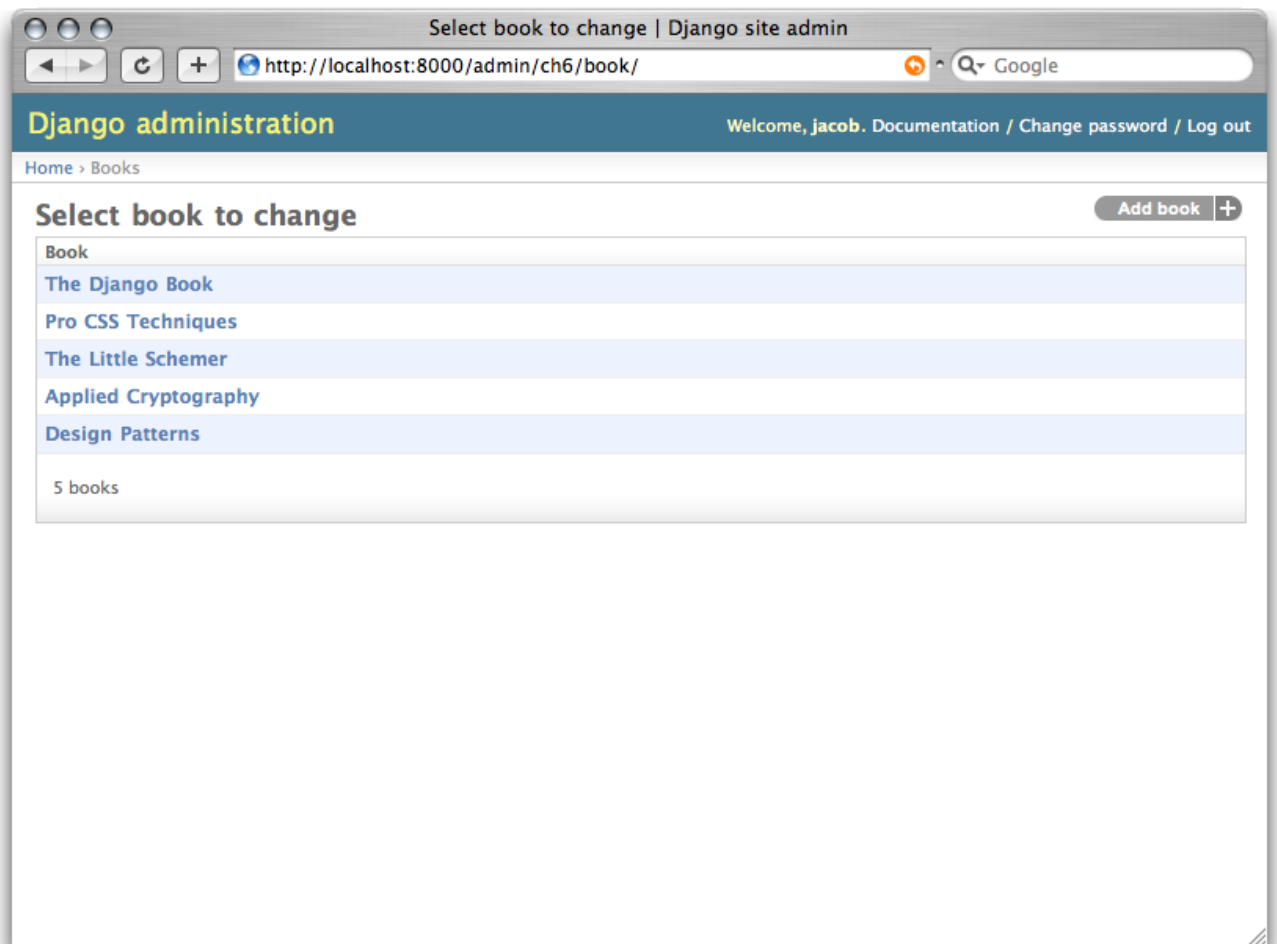 Select book to change | Django site admin
http://localhost:8000/admin/ch6/book/ Google
Django administration Welcome, jacob. Documentation / Change password / Log out
Home › Books
Select book to change Add book +
Book
The Django Book
Pro CSS Techniques
The Little Schemer
Applied Cryptography
Design Patterns
5 books